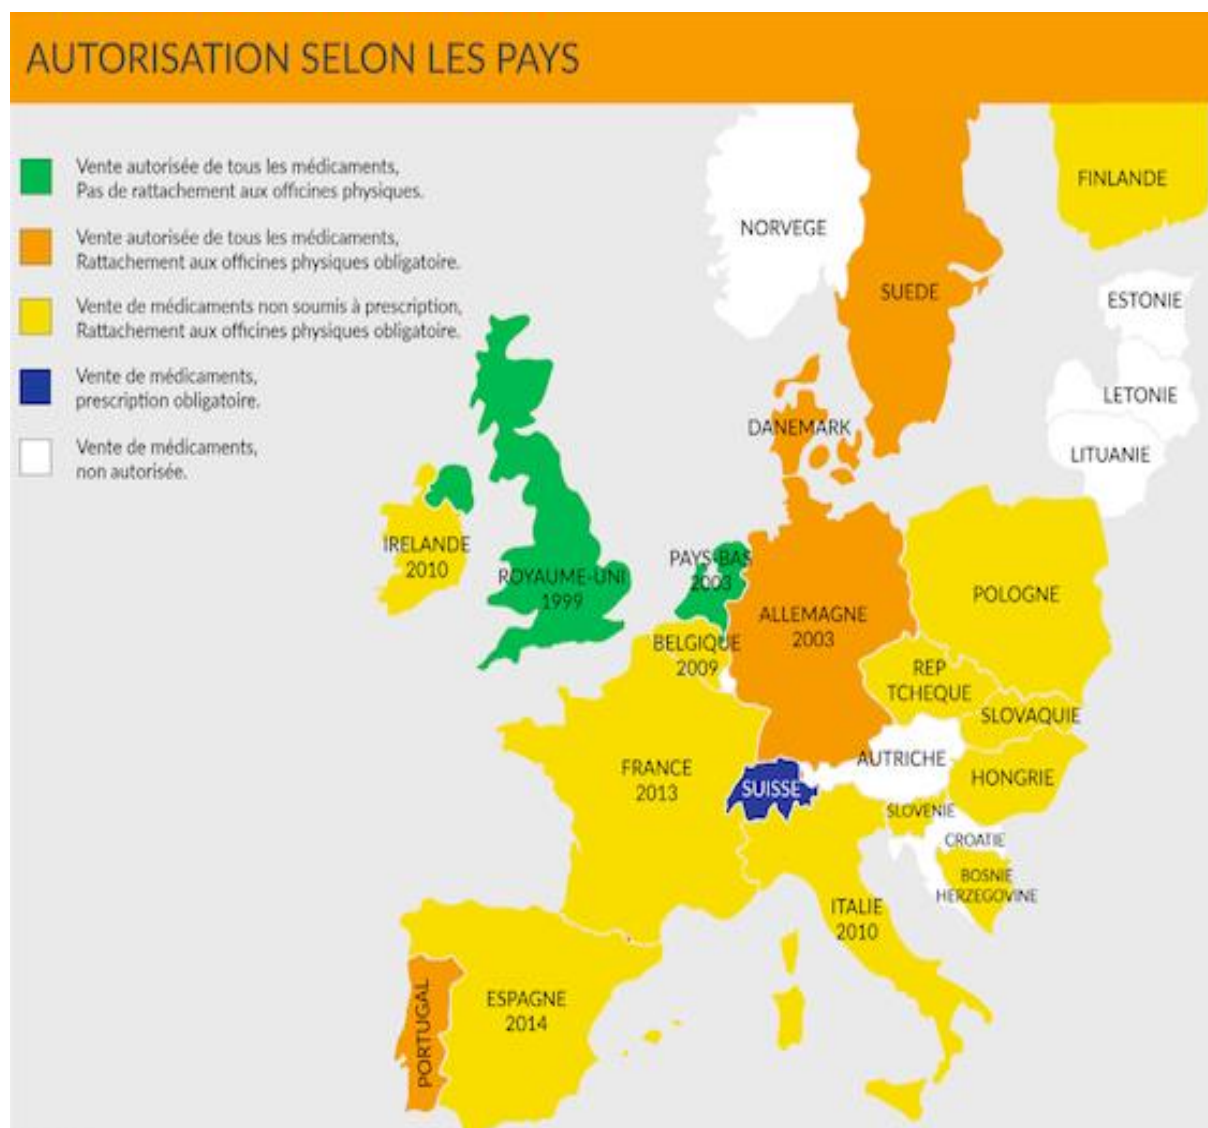 AUTORISATION SELON LES PAYS
Vente autorisée de tous les médicaments,
Pas de rattachement aux officines physiques.
Vente autorisée de tous les médicaments,
Rattachement aux officines physiques obligatoire.
Vente de médicaments non soumis à prescription,
Rattachement aux officines physiques obligatoire.
Vente de médicaments,
prescription obligatoire.
Vente de médicaments,
non autorisée.
FINLANDE
NORVEGE
SUEDE
ESTONIE
LETONIE
DANEMARK
LITUANIE
IRELANDE
2010
ROYAUME-UNI
1999
PAYS-BAS
2003
POLOGNE
ALLEMAGNE
2003
BELGIQUE
2009
REP
TCHEQUE
SLOVAQUIE
AUTRICHE
FRANCE
2013
SUISSE
HONGRIE
SLOVENIE
CROATIE
BOSNIE
HERZEGOVINE
ITALIE
2010
ESPAGNE
2014
PORTUGAL